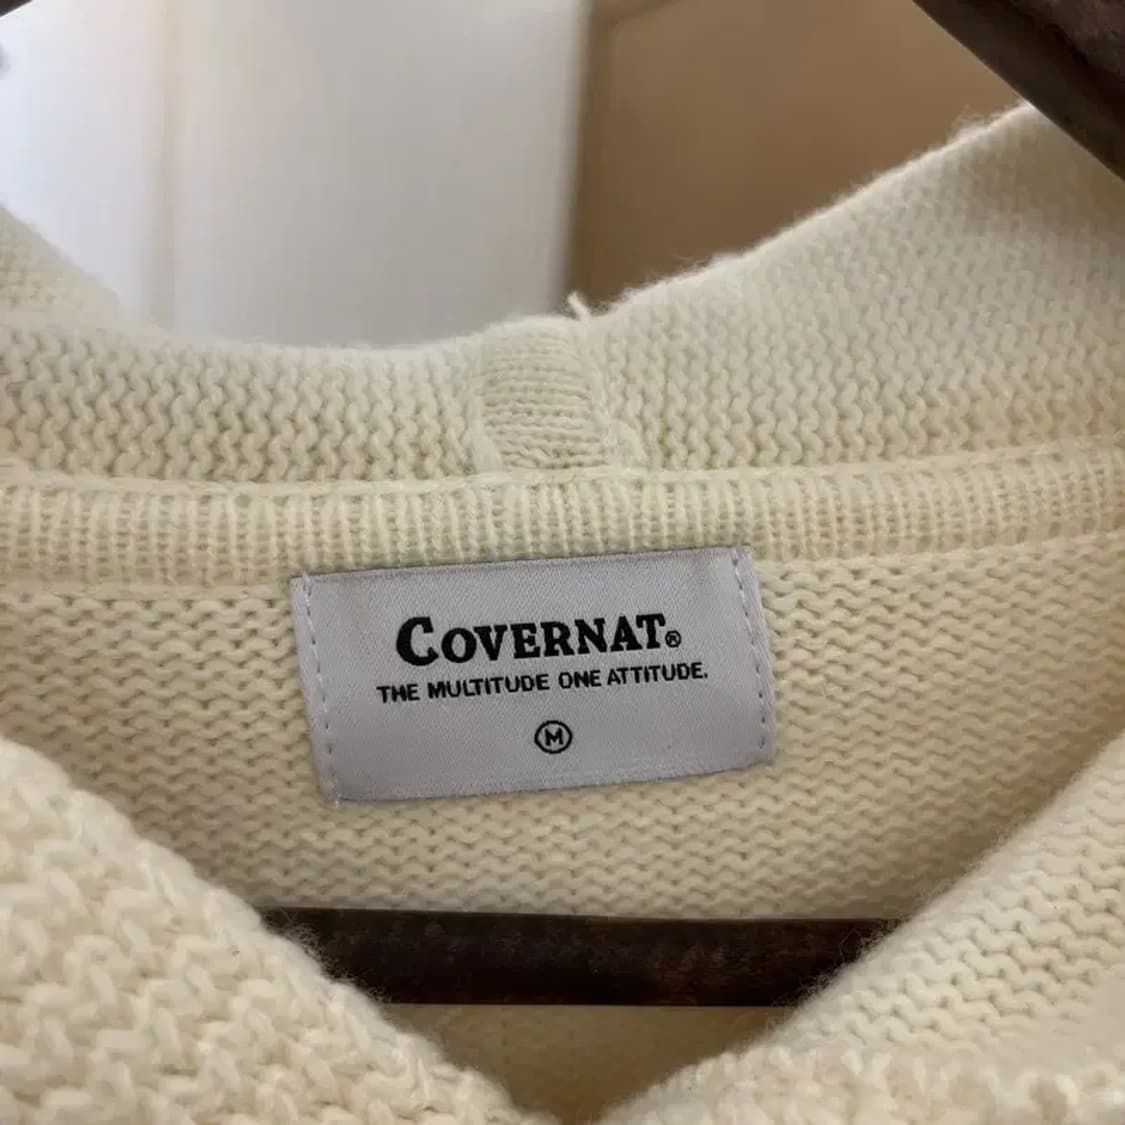 COVERNAT®
THE MULTITUDE ONE ATTITUDE.
M